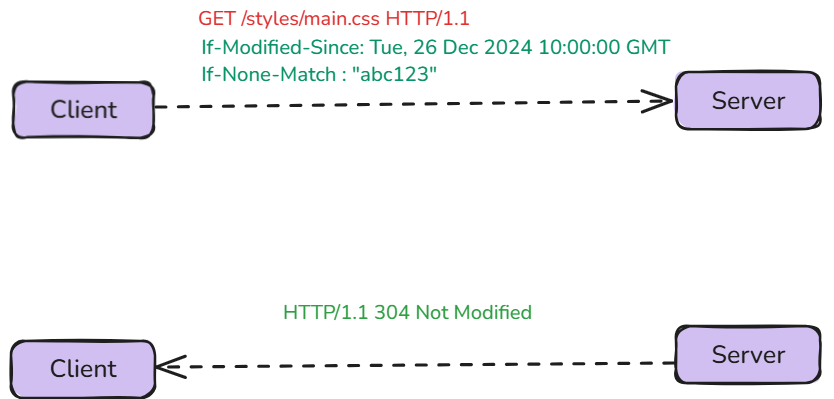 GET /styles/main.css HTTP/1.1
If-Modified-Since: Tue, 26 Dec 2024 10:00:00 GMT
If-None-Match : "abc123"
Client
Server
HTTP/1.1 304 Not Modified
Client
Server